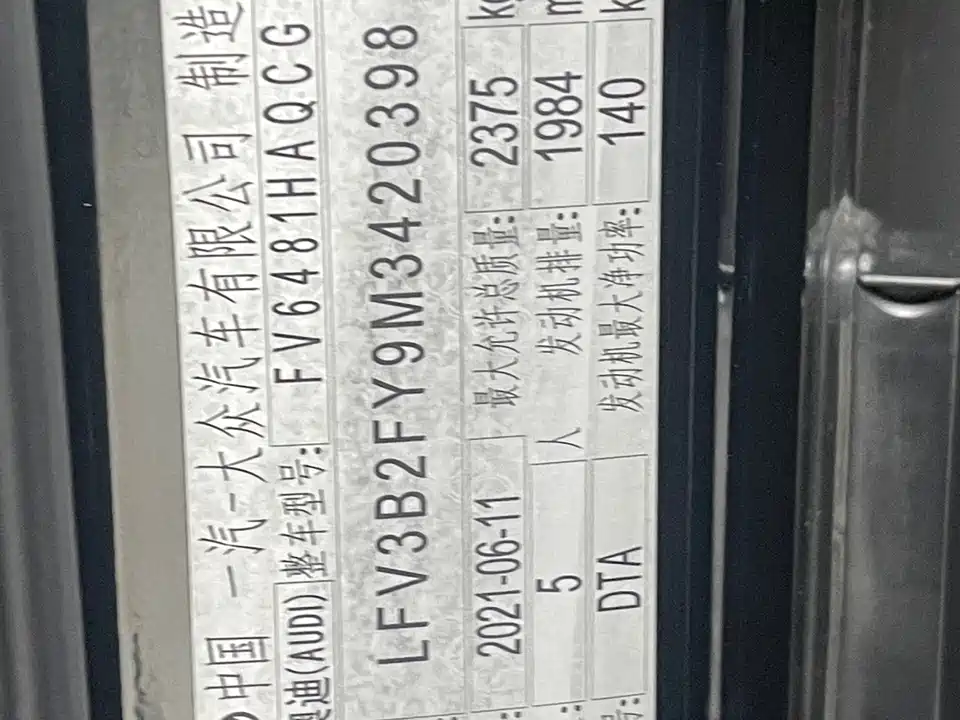 中国 一汽-大众汽车有限公司 制造
奥迪(AUDI) 整车型号: FV6481HAQCG
LFV3B2FY9M3420398
2021-06-11 最大允许总质量: 2375 kg
5 人 发动机排量: 1984 m
DTA 发动机最大净功率: 140 k